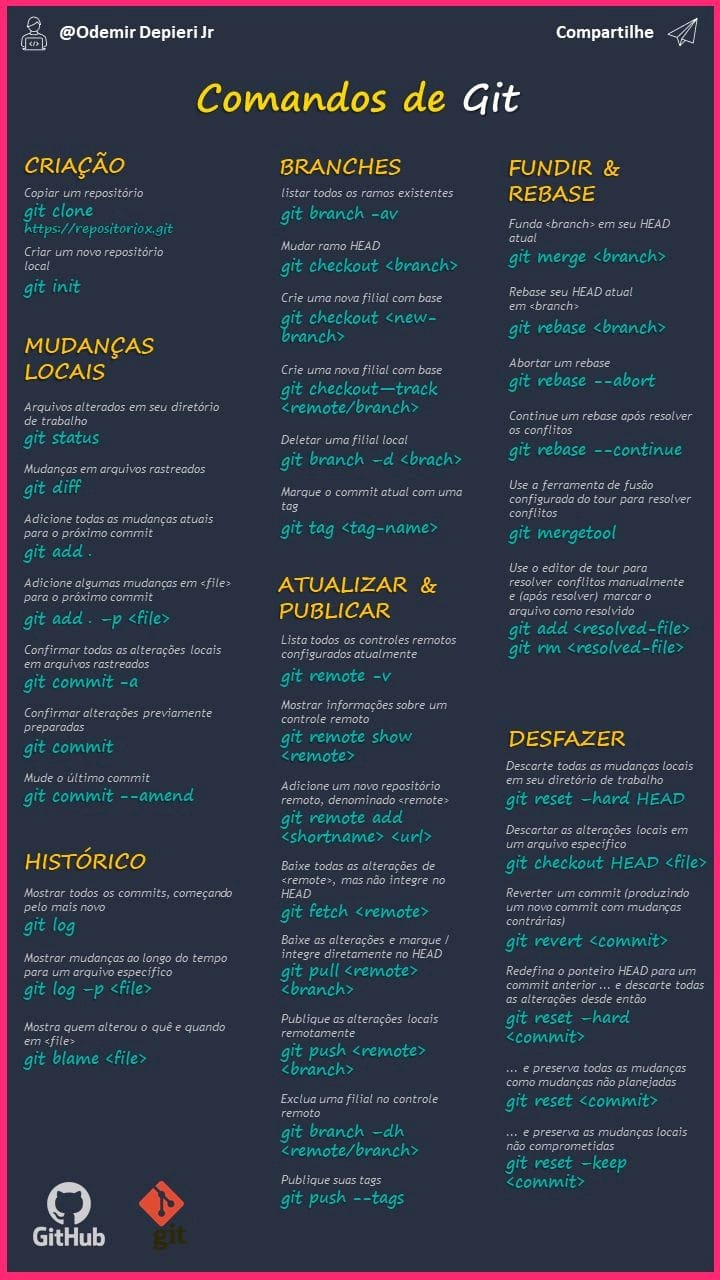 @Odemir Depieri Jr
Compartilhe
Comandos de Git
CRIAÇÃO
Copiar um repositório
git clone
https://repositoriox.git
Criar um novo repositório
local
git init
MUDANÇAS
LOCAIS
Arquivos alterados em seu diretório
de trabalho
git status
Mudanças em arquivos rastreados
git diff
Adicione todas as mudanças atuais
para o próximo commit
git add .
Adicione algumas mudanças em <file>
para o próximo commit
git add . –p <file>
Confirmar todas as alterações locais
em arquivos rastreados
git commit -a
Confirmar alterações previamente
preparadas
git commit
Mude o último commit
git commit --amend
HISTÓRICO
Mostrar todos os commits, começando
pelo mais novo
git log
Mostrar mudanças ao longo do tempo
para um arquivo específico
git log –p <file>
Mostra quem alterou o quê e quando
em <file>
git blame <file>
BRANCHES
listar todos os ramos existentes
git branch -av
Mudar ramo HEAD
git checkout <branch>
Crie uma nova filial com base
git checkout <new-
branch>
Crie uma nova filial com base
git checkout—track
<remote/branch>
Deletar uma filial local
git branch –d <brach>
Marque o commit atual com uma
tag
git tag <tag-name>
ATUALIZAR &
PUBLICAR
Lista todos os controles remotos
configurados atualmente
git remote -v
Mostrar informações sobre um
controle remoto
git remote show
<remote>
Adicione um novo repositório
remoto, denominado <remote>
git remote add
<shortname> <url>
Baixe todas as alterações de
<remote>, mas não integre no
HEAD
git fetch <remote>
Baixe as alterações e marque /
integre diretamente no HEAD
git pull <remote>
<branch>
Publique as alterações locais
remotamente
git push <remote>
<branch>
Exclua uma filial no controle
remoto
git branch –dh
<remote/branch>
Publique suas tags
git push --tags
FUNDIR &
REBASE
Funda <branch> em seu HEAD
atual
git merge <branch>
Rebase seu HEAD atual
em <branch>
git rebase <branch>
Abortar um rebase
git rebase --abort
Continue um rebase após resolver
os conflitos
git rebase --continue
Use a ferramenta de fusão
configurada do tour para resolver
conflitos
git mergetool
Use o editor de tour para
resolver conflitos manualmente
e (após resolver) marcar o
arquivo como resolvido
git add <resolved-file>
git rm <resolved-file>
DESFAZER
Descarte todas as mudanças locais
em seu diretório de trabalho
git reset –hard HEAD
Descartar as alterações locais em
um arquivo específico
git checkout HEAD <file>
Reverter um commit (produzindo
um novo commit com mudanças
contrárias)
git revert <commit>
Redefina o ponteiro HEAD para um
commit anterior ... e descarte todas
as alterações desde então
git reset –hard
<commit>
... e preserva todas as mudanças
como mudanças não planejadas
git reset <commit>
... e preserva as mudanças locais
não comprometidas
git reset –keep
<commit>
GitHub
git